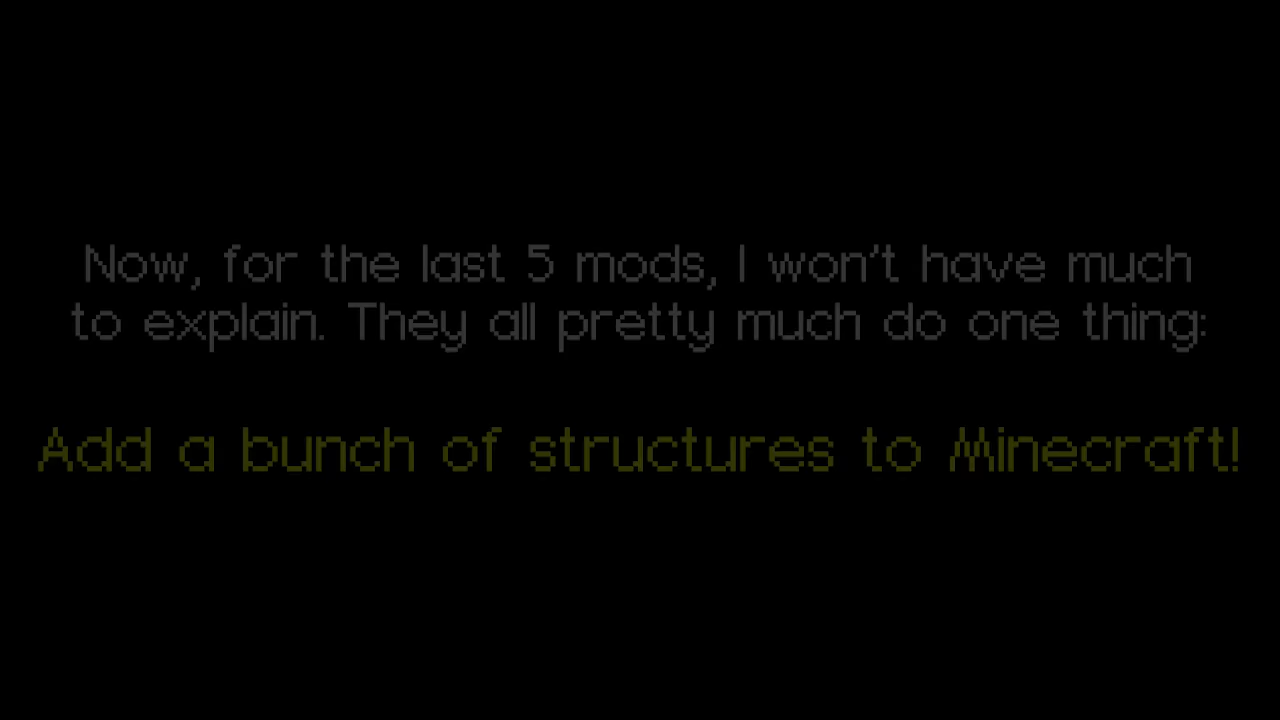 Now, for the last 5 mods, I won't have much
to explain. They all pretty much do one thing:
Add a bunch of structures to Minecraft!